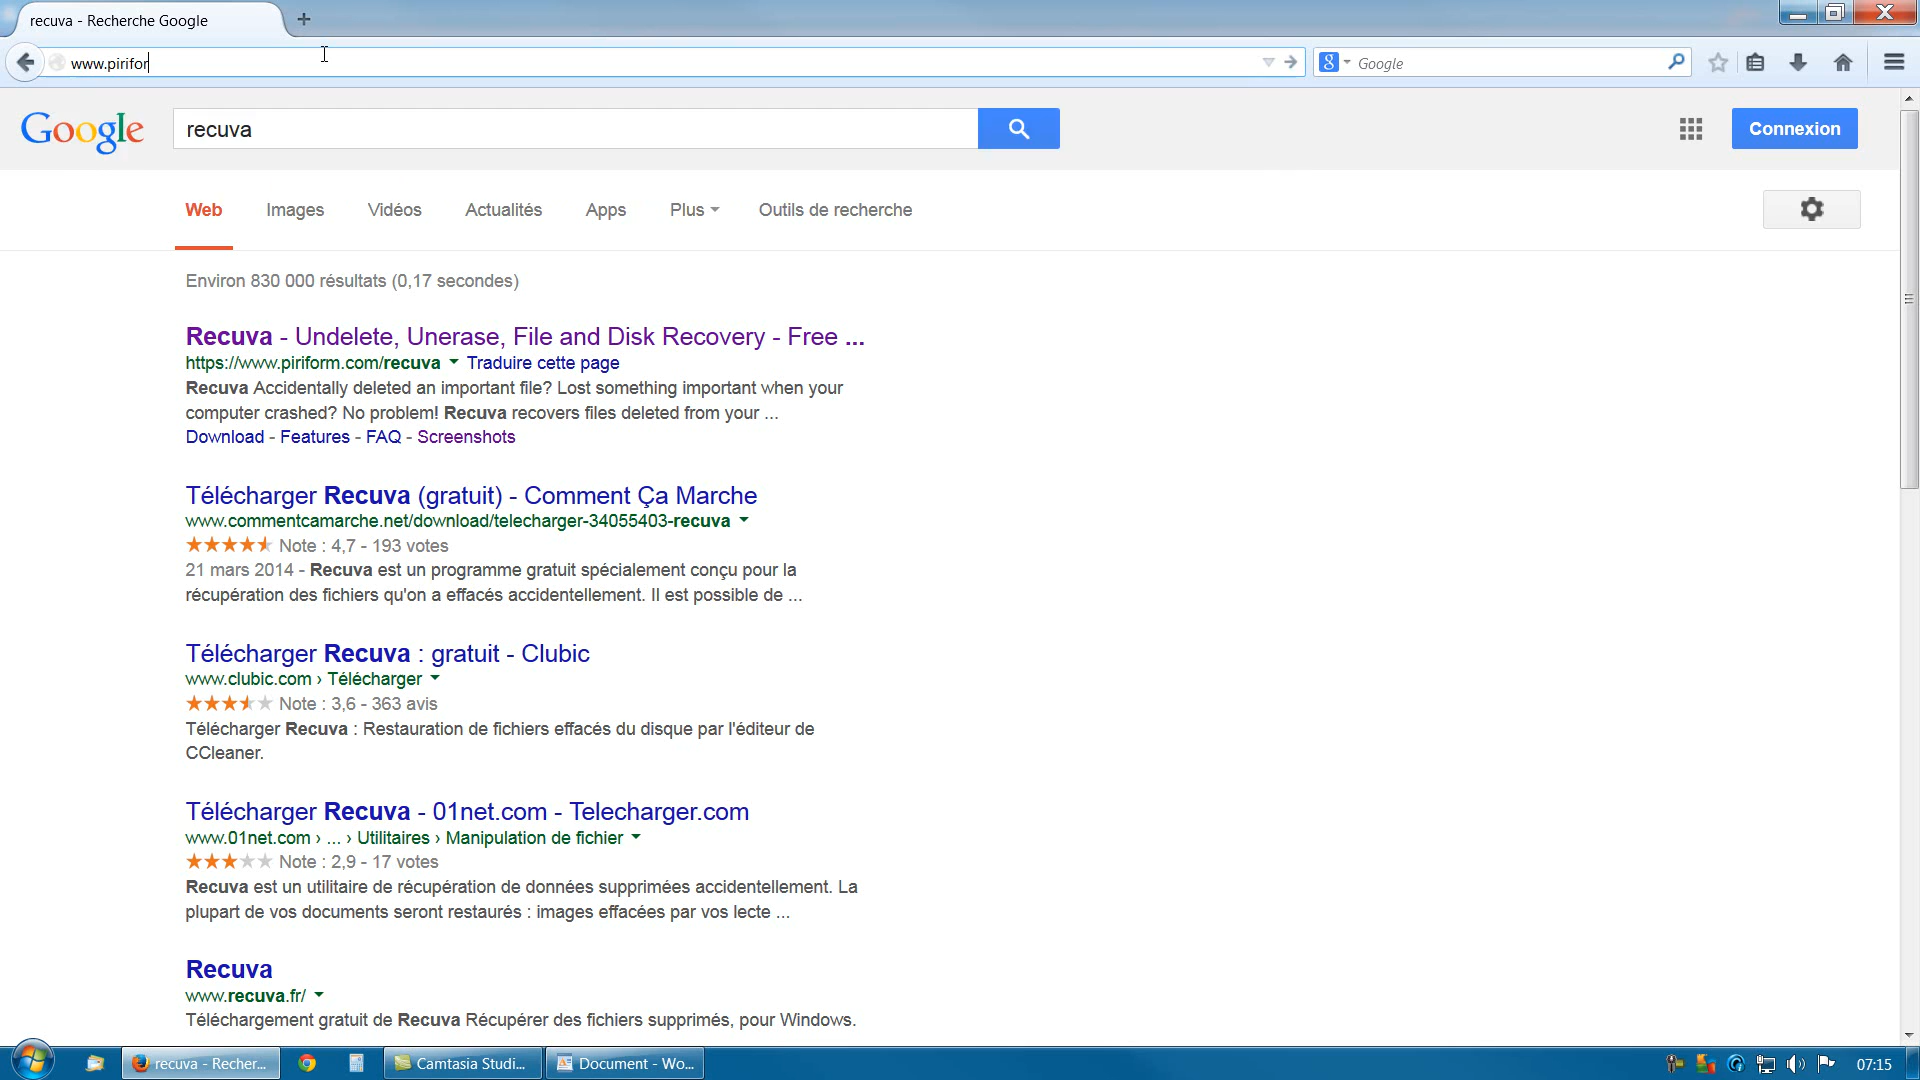 recuva - Recherche Google
www.pirifor
Google
Google
recuva
Connexion
Web Images Vidéos Actualités Apps Plus Outils de recherche
Environ 830 000 résultats (0,17 secondes)
Recuva - Undelete, Unerase, File and Disk Recovery - Free ...
https://www.piriform.com/recuva Traduire cette page
Recuva Accidentally deleted an important file? Lost something important when your
computer crashed? No problem! Recuva recovers files deleted from your ...
Download - Features - FAQ - Screenshots
Télécharger Recuva (gratuit) - Comment Ça Marche
www.commentcamarche.net/download/telecharger-34055403-recuva
Note : 4,7 - 193 votes
21 mars 2014 - Recuva est un programme gratuit spécialement conçu pour la
récupération des fichiers qu'on a effacés accidentellement. Il est possible de ...
Télécharger Recuva : gratuit - Clubic
www.clubic.com › Télécharger
Note : 3,6 - 363 avis
Télécharger Recuva : Restauration de fichiers effacés du disque par l'éditeur de
CCleaner.
Télécharger Recuva - 01net.com - Telecharger.com
www.01net.com › ... › Utilitaires › Manipulation de fichier
Note : 2,9 - 17 votes
Recuva est un utilitaire de récupération de données supprimées accidentellement. La
plupart de vos documents seront restaurés : images effacées par vos lecte ...
Recuva
www.recuva.fr/
Téléchargement gratuit de Recuva Récupérer des fichiers supprimés, pour Windows.
recuva - Recher... Camtasia Studi... Document - Wo... 07:15